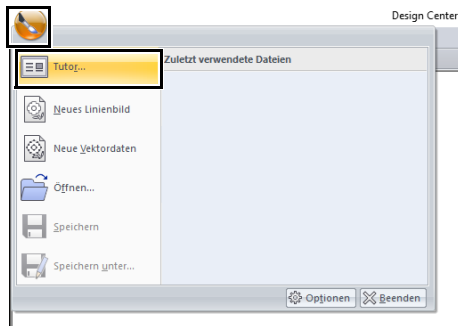 Design Center
Tutor...
Zuletzt verwendete Dateien
Neues Linienbild
Neue Vektordaten
Öffnen...
Speichern
Speichern unter...
Optionen
Beenden